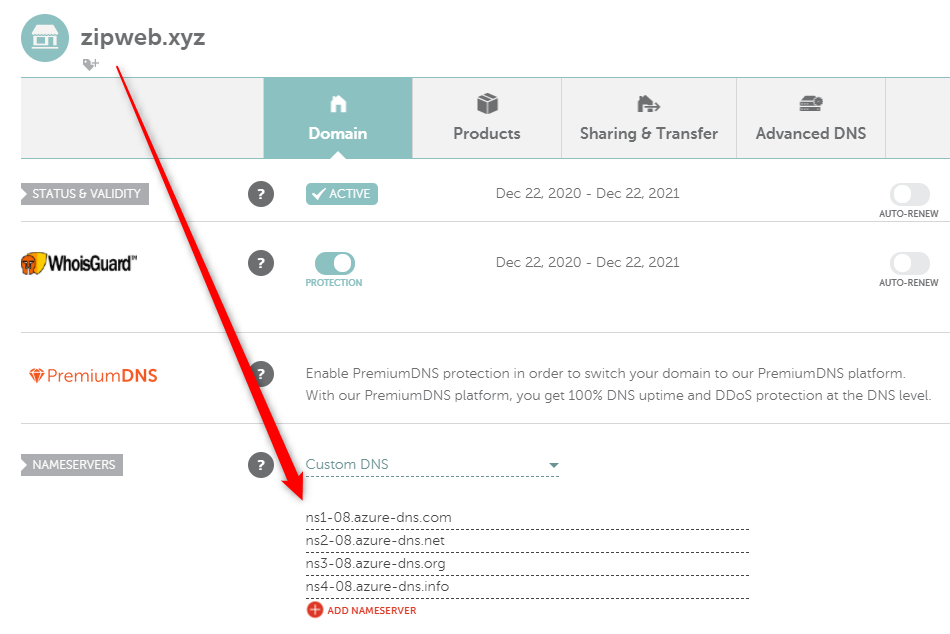 zipweb.xyz
Domain
Products
Sharing & Transfer
Advanced DNS
STATUS & VALIDITY
?
ACTIVE
Dec 22, 2020 - Dec 22, 2021
AUTO-RENEW
WhoisGuard™
?
PROTECTION
Dec 22, 2020 - Dec 22, 2021
AUTO-RENEW
PremiumDNS
?
Enable PremiumDNS protection in order to switch your domain to our PremiumDNS platform.
With our PremiumDNS platform, you get 100% DNS uptime and DDoS protection at the DNS level.
NAMESERVERS
?
Custom DNS
ns1-08.azure-dns.com
ns2-08.azure-dns.net
ns3-08.azure-dns.org
ns4-08.azure-dns.info
ADD NAMESERVER